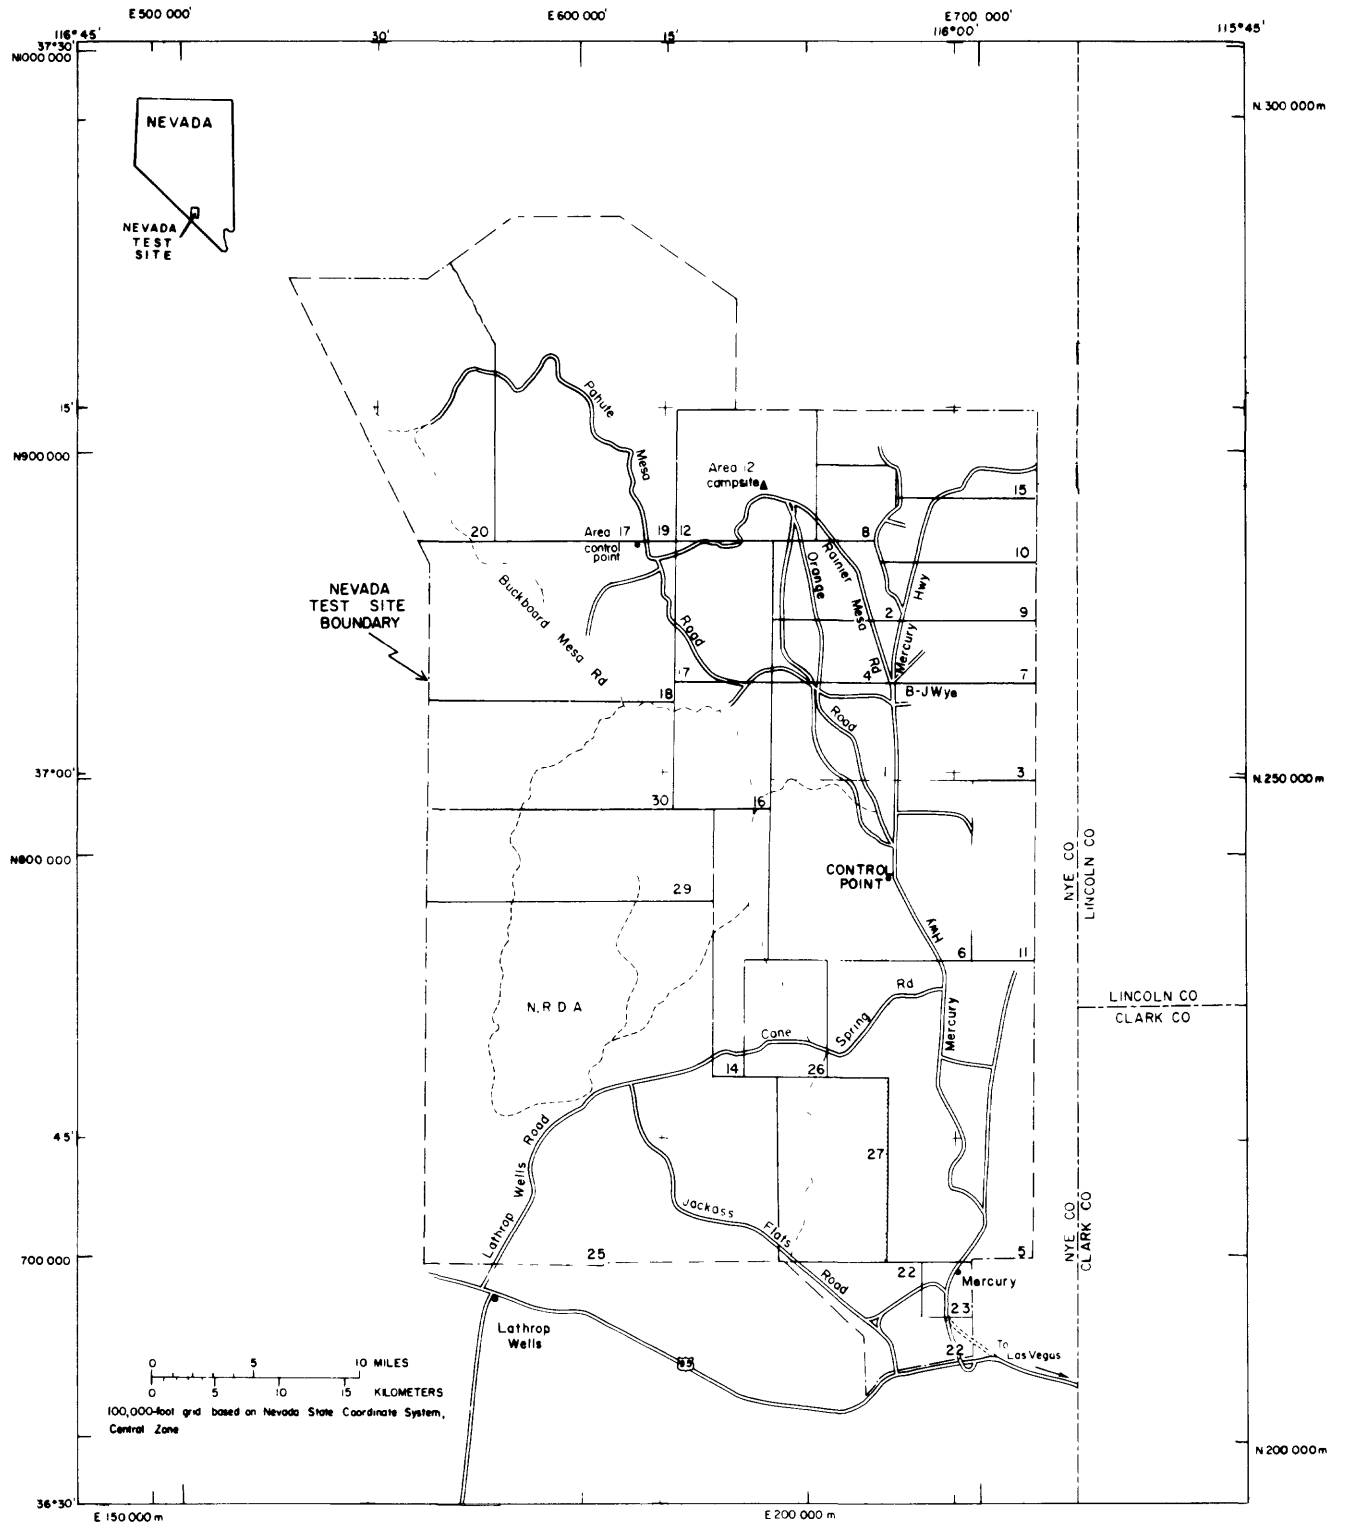 E 500 000'
E 600 000'
E 700 000'
116°45'
30'
15'
116°00'
115°45'
37°30'
N1000 000
N.300 000m
NEVADA
NEVADA
TEST
SITE
15'
N900 000
Pahute
Mesa
Road
Area 12
campsite
15
20
Area 17
control
point
19
12
8
10
Rainier
Mesa
Rd
Orange
Road
Hwy
Mercury
2
9
NEVADA
TEST SITE
BOUNDARY
Buckboard Mesa Rd
17
18
4
7
B-J Wye
37°00'
1
3
N.250 000m
30
16
N800 000
CONTROL
POINT
NYE CO
LINCOLN CO
29
Hwy
6
11
N.R D A
Rd
Spring
Cane
Mercury
LINCOLN CO
CLARK CO
14
26
45'
27
Lathrop Wells Road
Jackass Flats Road
NYE CO
CLARK CO
700 000
25
5
22
Mercury
23
Lathrop
Wells
95
22
To
Las Vegas
0 5 10 MILES
0 5 10 15 KILOMETERS
100,000-foot grid based on Nevada State Coordinate System,
Central Zone
N 200 000m
36°30'
E 150 000 m
E 200 000 m